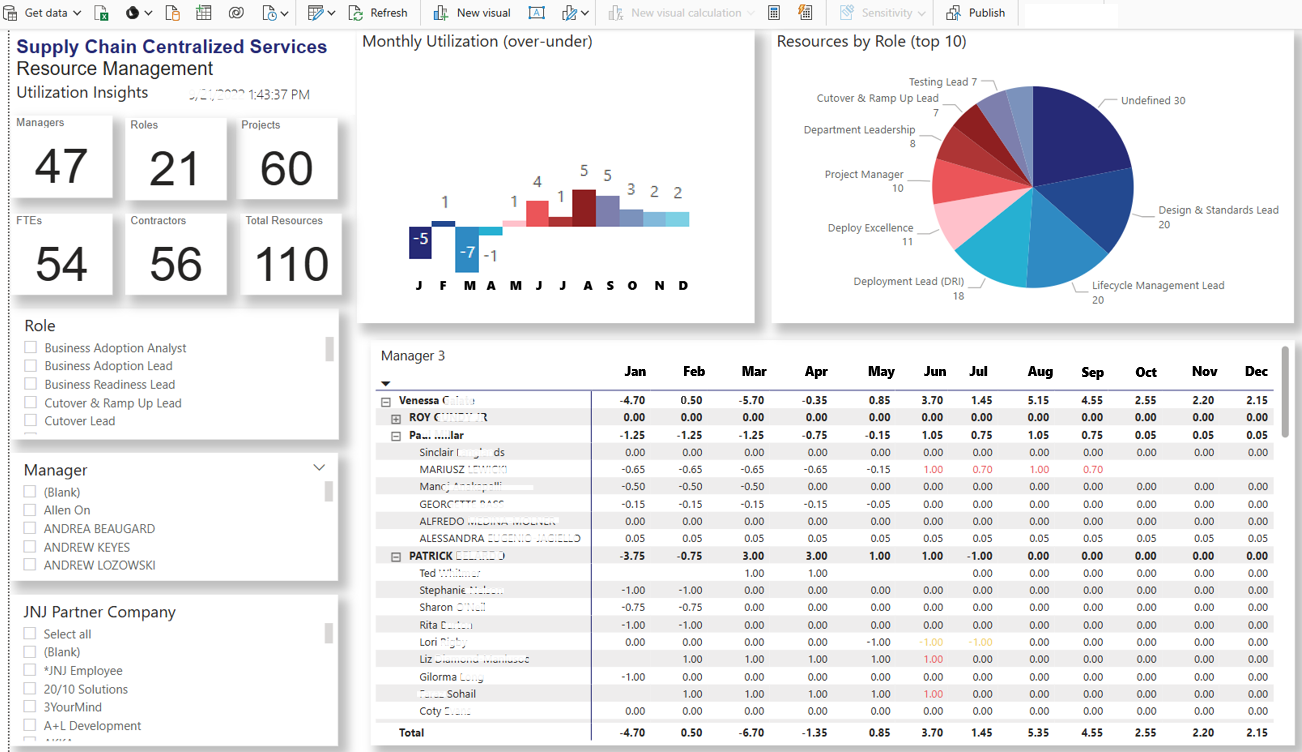 Get data
Refresh
New visual
New visual calculation
Sensitivity
Publish
Supply Chain Centralized Services
Resource Management
Utilization Insights 1:43:37 PM
Managers Roles Projects
47 21 60
FTEs Contractors Total Resources
54 56 110
Role
Business Adoption Analyst
Business Adoption Lead
Business Readiness Lead
Cutover & Ramp Up Lead
Cutover Lead
Manager
(Blank)
Allen On
ANDREA BEAUGARD
ANDREW KEYES
ANDREW LOZOWSKI
JNJ Partner Company
Select all
(Blank)
*JNJ Employee
20/10 Solutions
3YourMind
A+L Development
Monthly Utilization (over-under)
-5 1 -7 -1 1 4 1 5 5 3 2 2
J F M A M J J A S O N D
Resources by Role (top 10)
Undefined 30
Design & Standards Lead
20
Lifecycle Management Lead
20
Deployment Lead (DRI)
18
Deploy Excellence
11
Project Manager
10
Department Leadership
8
Cutover & Ramp Up Lead
7
Testing Lead 7
Manager 3
Jan Feb Mar Apr May Jun Jul Aug Sep Oct Nov Dec
Venessa -4.70 0.50 -5.70 -0.35 0.85 3.70 1.45 5.15 4.55 2.55 2.20 2.15
ROY 0.00 0.00 0.00 0.00 0.00 0.00 0.00 0.00 0.00 0.00 0.00 0.00
-1.25 -1.25 -1.25 -0.75 -0.15 1.05 0.75 1.05 0.75 0.05 0.05 0.05
Sinclair 0.00 0.00 0.00 0.00 0.00 0.00 0.00 0.00 0.00 0.00 0.00 0.00
MARIUSZ -0.65 -0.65 -0.65 -0.65 -0.15 1.00 0.70 1.00 0.70
-0.50 -0.50 -0.50 0.00 0.00 0.00 0.00 0.00 0.00 0.00 0.00 0.00
-0.15 -0.15 -0.15 -0.15 -0.05 0.00 0.00 0.00 0.00 0.00 0.00 0.00
ALFREDO 0.00 0.00 0.00 0.00 0.00 0.00 0.00 0.00 0.00 0.00 0.00 0.00
ALESSANDRA 0.05 0.05 0.05 0.05 0.05 0.05 0.05 0.05 0.05 0.05 0.05 0.05
PATRICK -3.75 -0.75 3.00 3.00 1.00 1.00 -1.00 0.00 0.00 0.00 0.00 0.00
Ted 1.00 1.00 0.00 0.00 0.00 0.00 0.00 0.00
Stephanie -1.00 -1.00 0.00 0.00 0.00 0.00 0.00 0.00 0.00 0.00 0.00 0.00
Sharon -0.75 -0.75 0.00 0.00 0.00 0.00 0.00 0.00 0.00 0.00 0.00 0.00
Rita -1.00 -1.00 0.00 0.00 0.00 0.00 0.00 0.00 0.00 0.00 0.00 0.00
Lori 0.00 0.00 0.00 0.00 -1.00 -1.00 -1.00 0.00 0.00 0.00 0.00 0.00
Liz 1.00 1.00 1.00 1.00 1.00 0.00 0.00 0.00 0.00 0.00 0.00
Gilorma -1.00 0.00 0.00 0.00 0.00 0.00 0.00 0.00 0.00 0.00 0.00 0.00
Sohail 1.00 1.00 1.00 1.00 1.00 0.00 0.00 0.00 0.00 0.00 0.00
Coty 0.00 0.00 0.00 0.00 0.00 0.00 0.00 0.00 0.00 0.00 0.00 0.00
Total -4.70 0.50 -6.70 -1.35 0.85 3.70 1.45 5.35 4.55 2.55 2.20 2.15